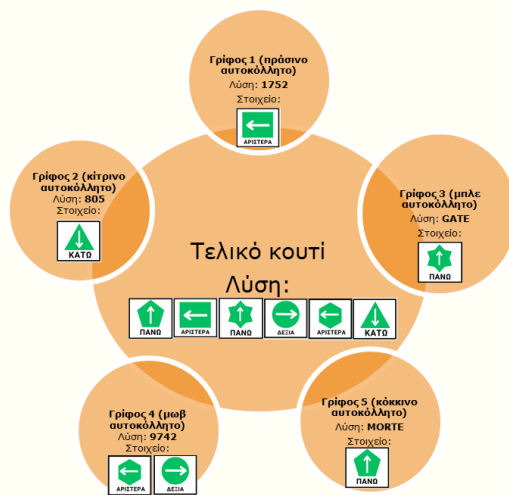 Γρίφος 1 (πράσινο
αυτοκόλλητο)
Λύση: 1752
Στοιχείο:
ΑΡΙΣΤΕΡΑ
Γρίφος 2 (κίτρινο
αυτοκόλλητο)
Λύση: 805
Στοιχείο:
ΚΑΤΩ
Γρίφος 3 (μπλε
αυτοκόλλητο)
Λύση: GATE
Στοιχείο:
ΠΑΝΩ
Τελικό κουτί
Λύση:
ΠΑΝΩ ΑΡΙΣΤΕΡΑ ΠΑΝΩ ΔΕΞΙΑ ΑΡΙΣΤΕΡΑ ΚΑΤΩ
Γρίφος 4 (μωβ
αυτοκόλλητο)
Λύση: 9742
Στοιχείο:
ΑΡΙΣΤΕΡΑ ΔΕΞΙΑ
Γρίφος 5 (κόκκινο
αυτοκόλλητο)
Λύση: MORTE
Στοιχείο:
ΠΑΝΩ